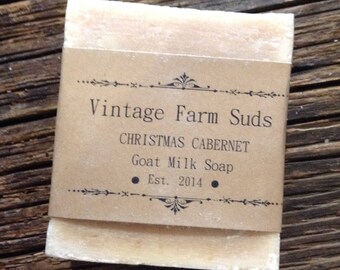 Vintage Farm Suds
CHRISTMAS CABERNET
Goat Milk Soap
• Est. 2014 •